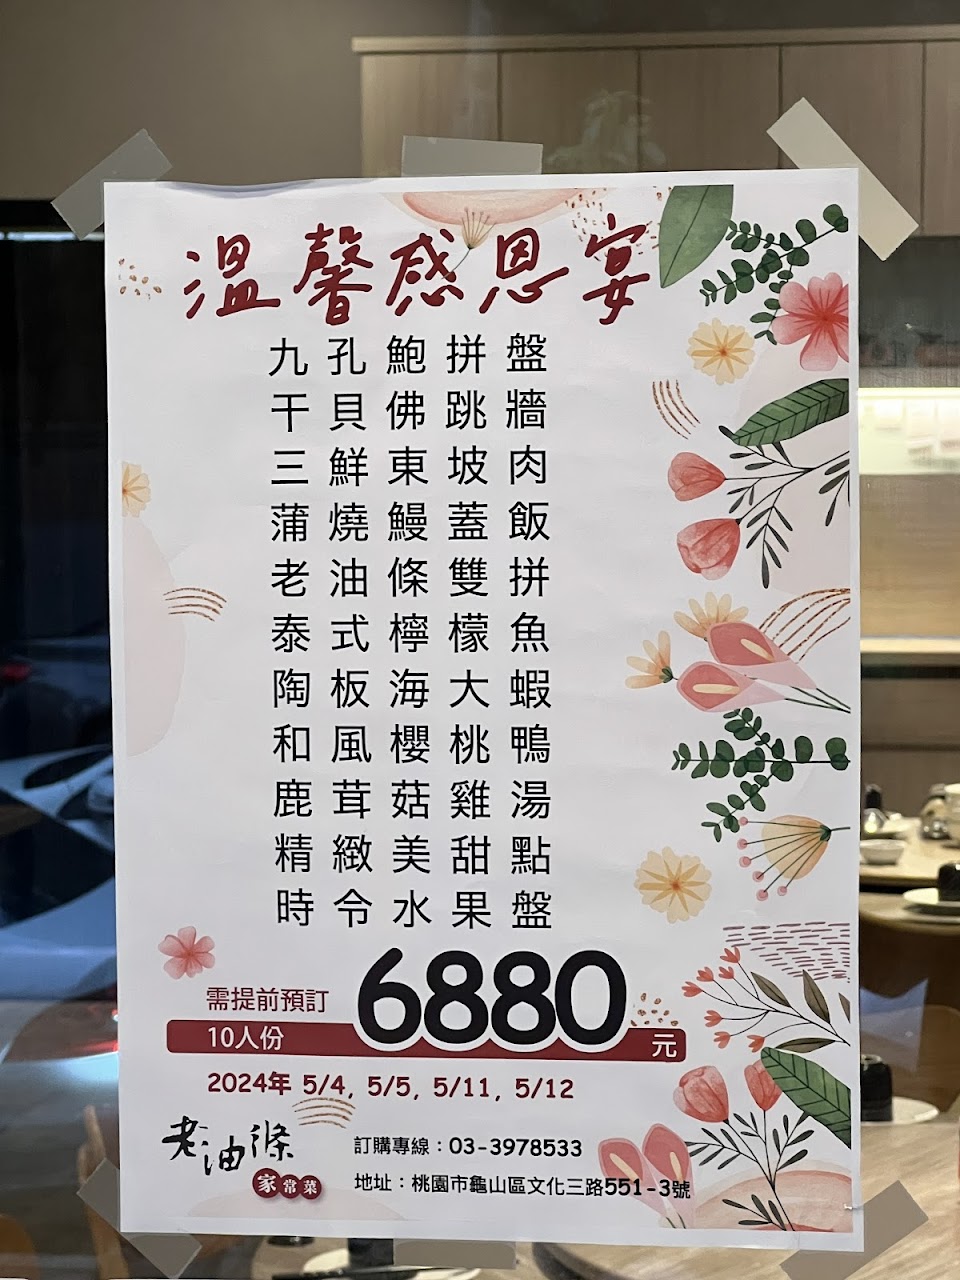 溫馨感恩宴
九孔鮑拼盤
干貝佛跳牆
三鮮東坡肉
蒲燒鰻蓋飯
老油條雙拼
泰式檸檬魚
陶板海大蝦
和風櫻桃鴨
鹿茸菇雞湯
精緻美甜點
時令水果盤
需提前預訂
10人份
6880元
2024年 5/4, 5/5, 5/11, 5/12
老油條
家常菜
訂購專線：03-3978533
地址：桃園市龜山區文化三路551-3號